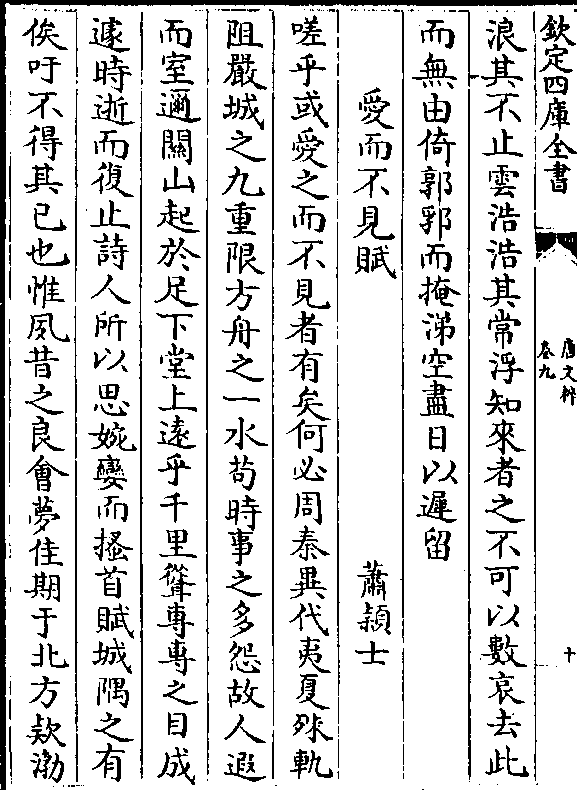 欽定四庫全書
唐文粹
卷九
十
浪其不止雲浩浩其常浮知來者之不可以數哀去此
而無由倚郭郛而掩涕空盡日以遲留
愛而不見賦
蕭穎士
嗟乎或愛之而不見者有矣何必周秦異代夷夏殊軌
阻嚴城之九重限方舟之一水茍時事之多怨故人遐
而室邇關山起於足下堂上遠乎千里聳專專之目成
遽時逝而復止詩人所以思婉孌而搔首賦城隅之有
俟吁不得其已也惟夙昔之良會夢佳期于北方欵渤